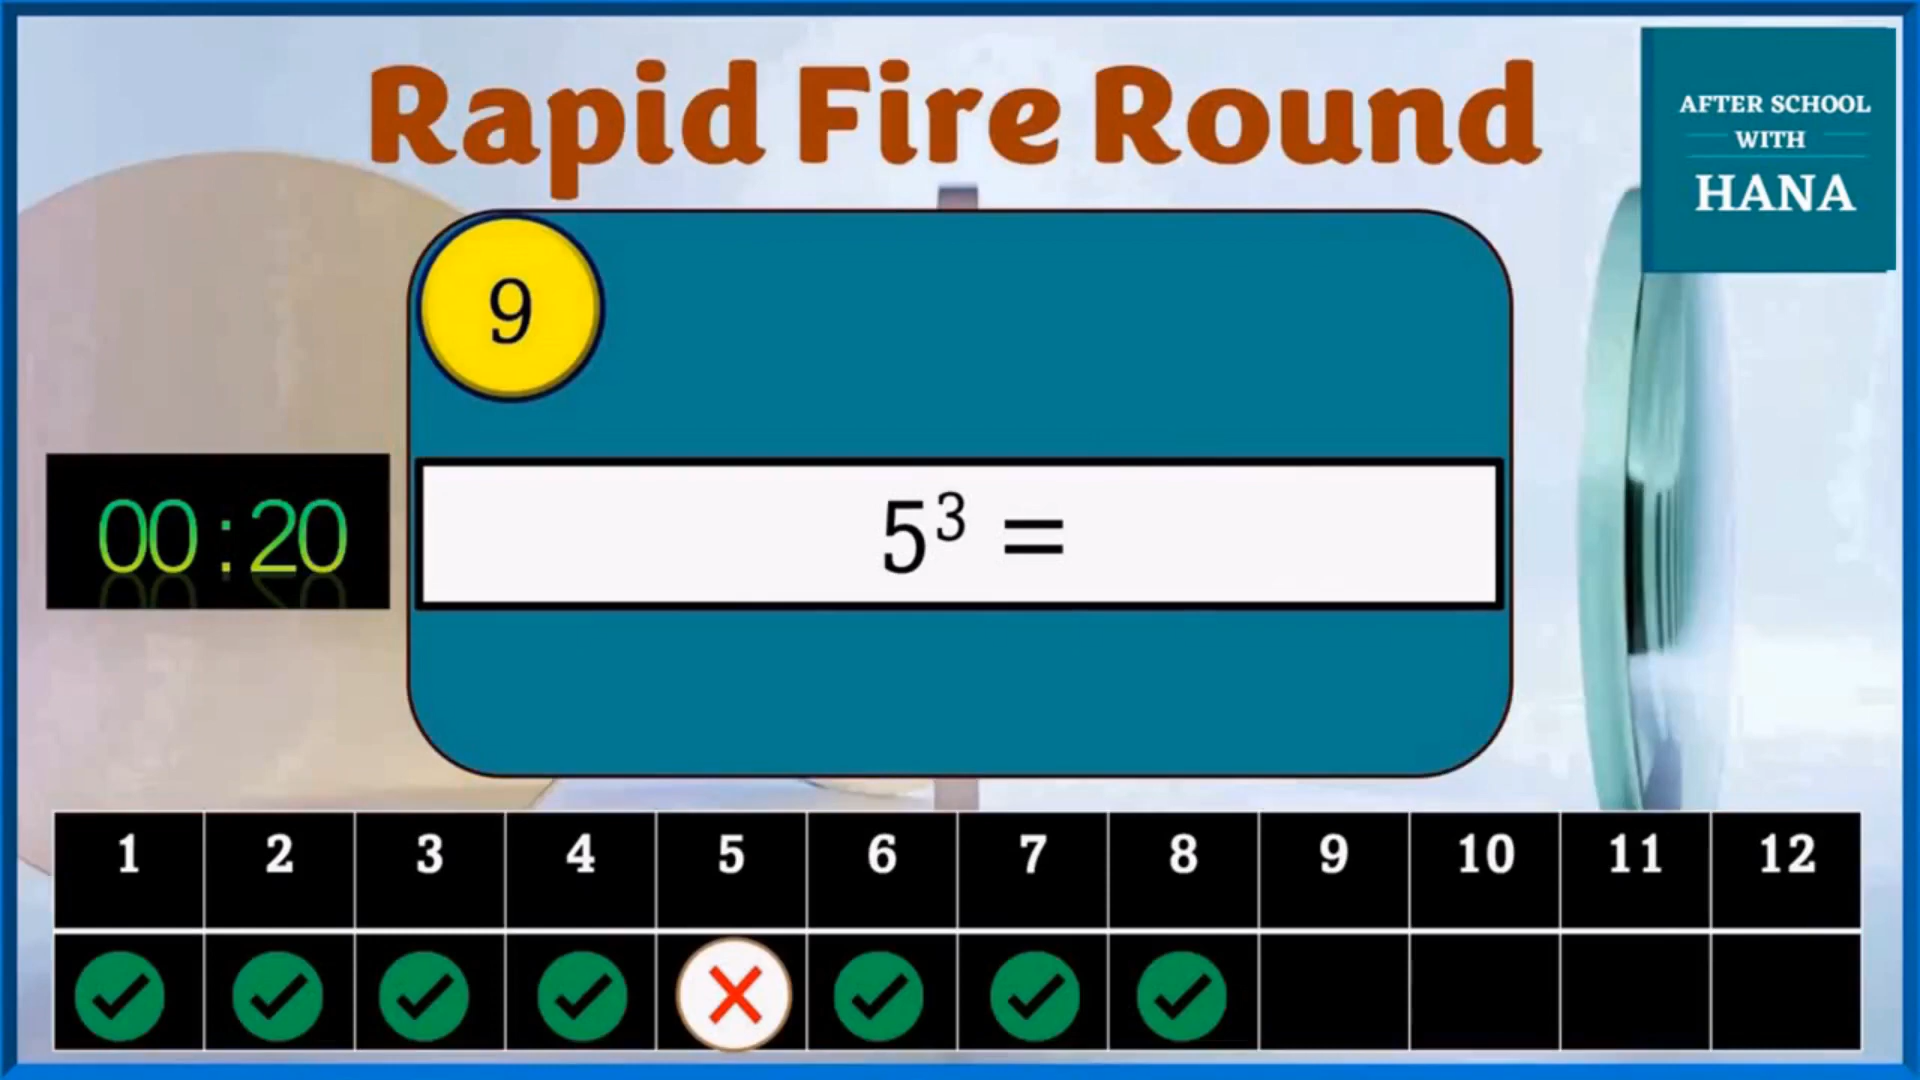 Rapid Fire Round
AFTER SCHOOL
WITH
HANA
9
00:20
5³ =
1 2 3 4 5 6 7 8 9 10 11 12